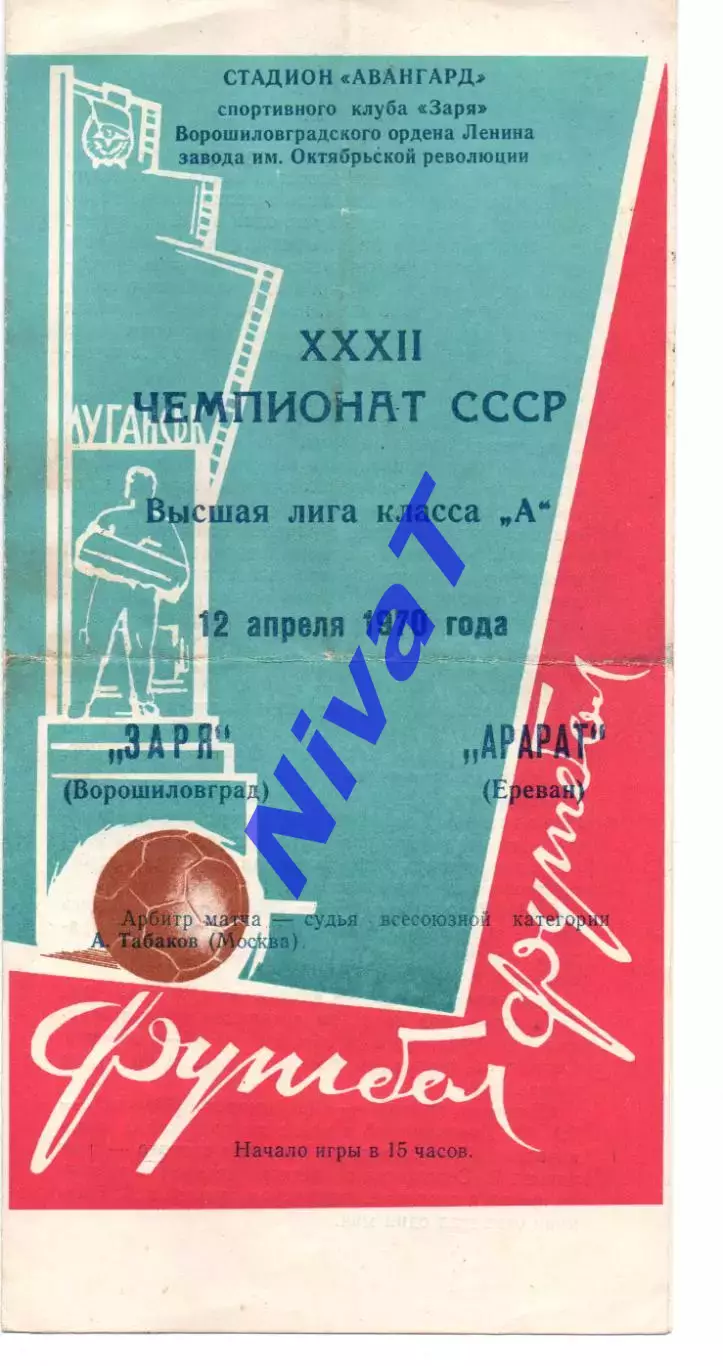 СТАДИОН «АВАНГАРД»
спортивного клуба «Заря»
Ворошиловградского ордена Ленина
завода им. Октябрьской революции
XXXII
ЧЕМПИОНАТ СССР
ЛУГАНСК
Высшая лига класса „А“
12 апреля 1970 года
„ЗАРЯ“ „АРАРАТ“
(Ворошиловград) (Ереван)
NivaT
Арбитр матча — судья всесоюзной категории
А. Табаков (Москва).
Футбол
Футбол
Начало игры в 15 часов.